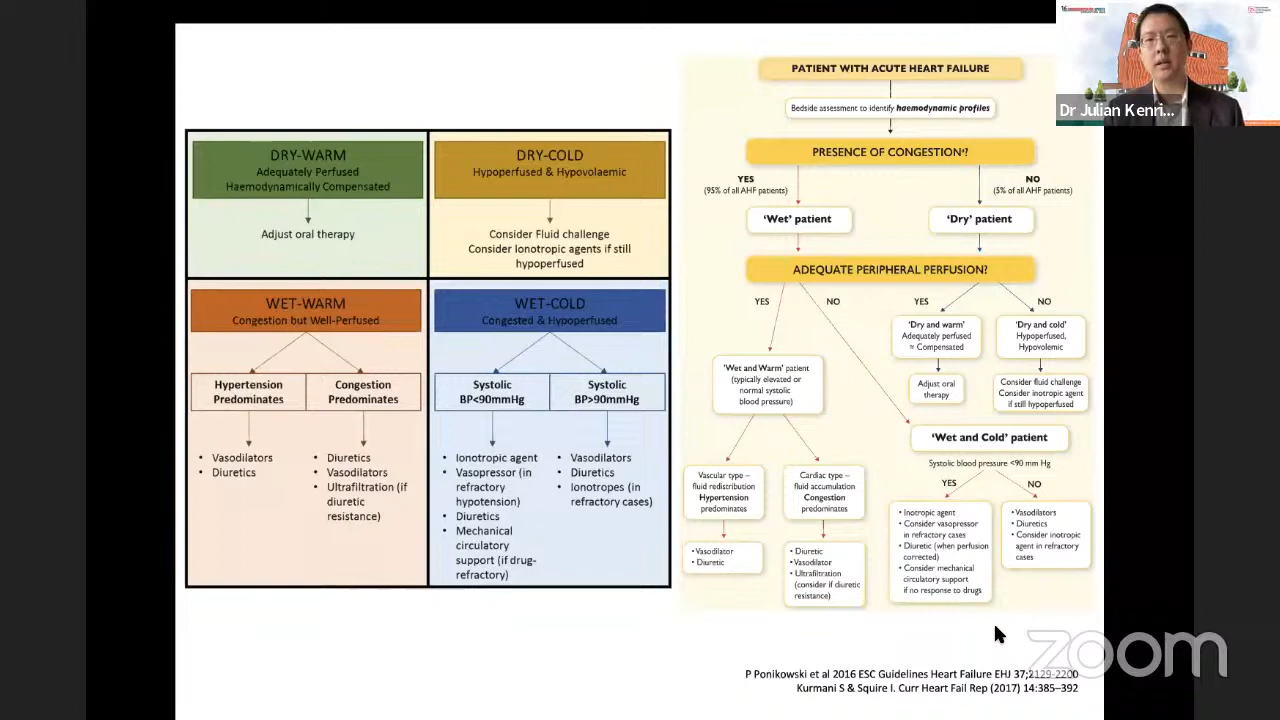 DRY-WARM
Adequately Perfused
Haemodynamically Compensated
Adjust oral therapy
DRY-COLD
Hypoperfused & Hypovolaemic
Consider Fluid challenge
Consider Ionotropic agents if still
hypoperfused
WET-WARM
Congestion but Well-Perfused
Hypertension
Predominates
Congestion
Predominates
• Vasodilators
• Diuretics
• Diuretics
• Vasodilators
• Ultrafiltration (if
diuretic
resistance)
WET-COLD
Congested & Hypoperfused
Systolic
BP<90mmHg
Systolic
BP>90mmHg
• Ionotropic agent
• Vasopressor (in
refractory
hypotension)
• Diuretics
• Mechanical
circulatory
support (if drug-
refractory)
• Vasodilators
• Diuretics
• Ionotropes (in
refractory cases)
PATIENT WITH ACUTE HEART FAILURE
Bedside assessment to identify haemodynamic profiles
PRESENCE OF CONGESTIONa?
YES
(95% of all AHF patients)
NO
(5% of all AHF patients)
‘Wet’ patient
‘Dry’ patient
ADEQUATE PERIPHERAL PERFUSION?
YES
NO
YES
NO
‘Dry and warm’
Adequately perfused
≈ Compensated
‘Dry and cold’
Hypoperfused,
Hypovolemic
Adjust oral
therapy
Consider fluid challenge
Consider inotropic agent
if still hypoperfused
‘Wet and Warm’ patient
(typically elevated or
normal systolic
blood pressure)
‘Wet and Cold’ patient
Systolic blood pressure <90 mm Hg
YES
NO
Vascular type –
fluid redistribution
Hypertension
predominates
Cardiac type –
fluid accumulation
Congestion
predominates
• Vasodilator
• Diuretic
• Diuretic
• Vasodilator
• Ultrafiltration
(consider if diuretic
resistance)
• Inotropic agent
• Consider vasopressor
in refractory cases
• Diuretic (when perfusion
corrected)
• Consider mechanical
circulatory support
if no response to drugs
• Vasodilators
• Diuretics
• Consider inotropic
agent in refractory
cases
P Ponikowski et al 2016 ESC Guidelines Heart Failure EHJ 37;2129-2200
Kurmani S & Squire I. Curr Heart Fail Rep (2017) 14:385–392
Dr Julian Kenri...
zoom